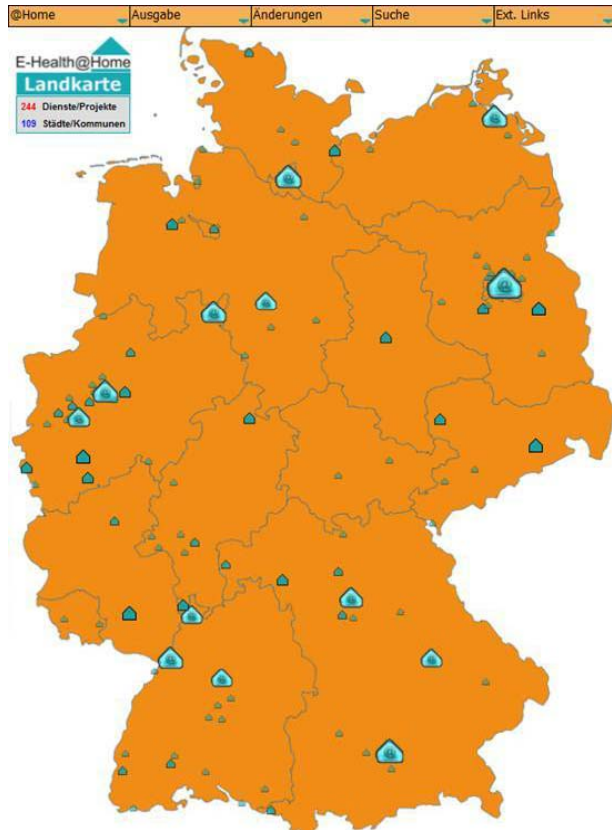 @Home Ausgabe Änderungen Suche Ext. Links
E-Health@Home
Landkarte
244 Dienste/Projekte
109 Städte/Kommunen